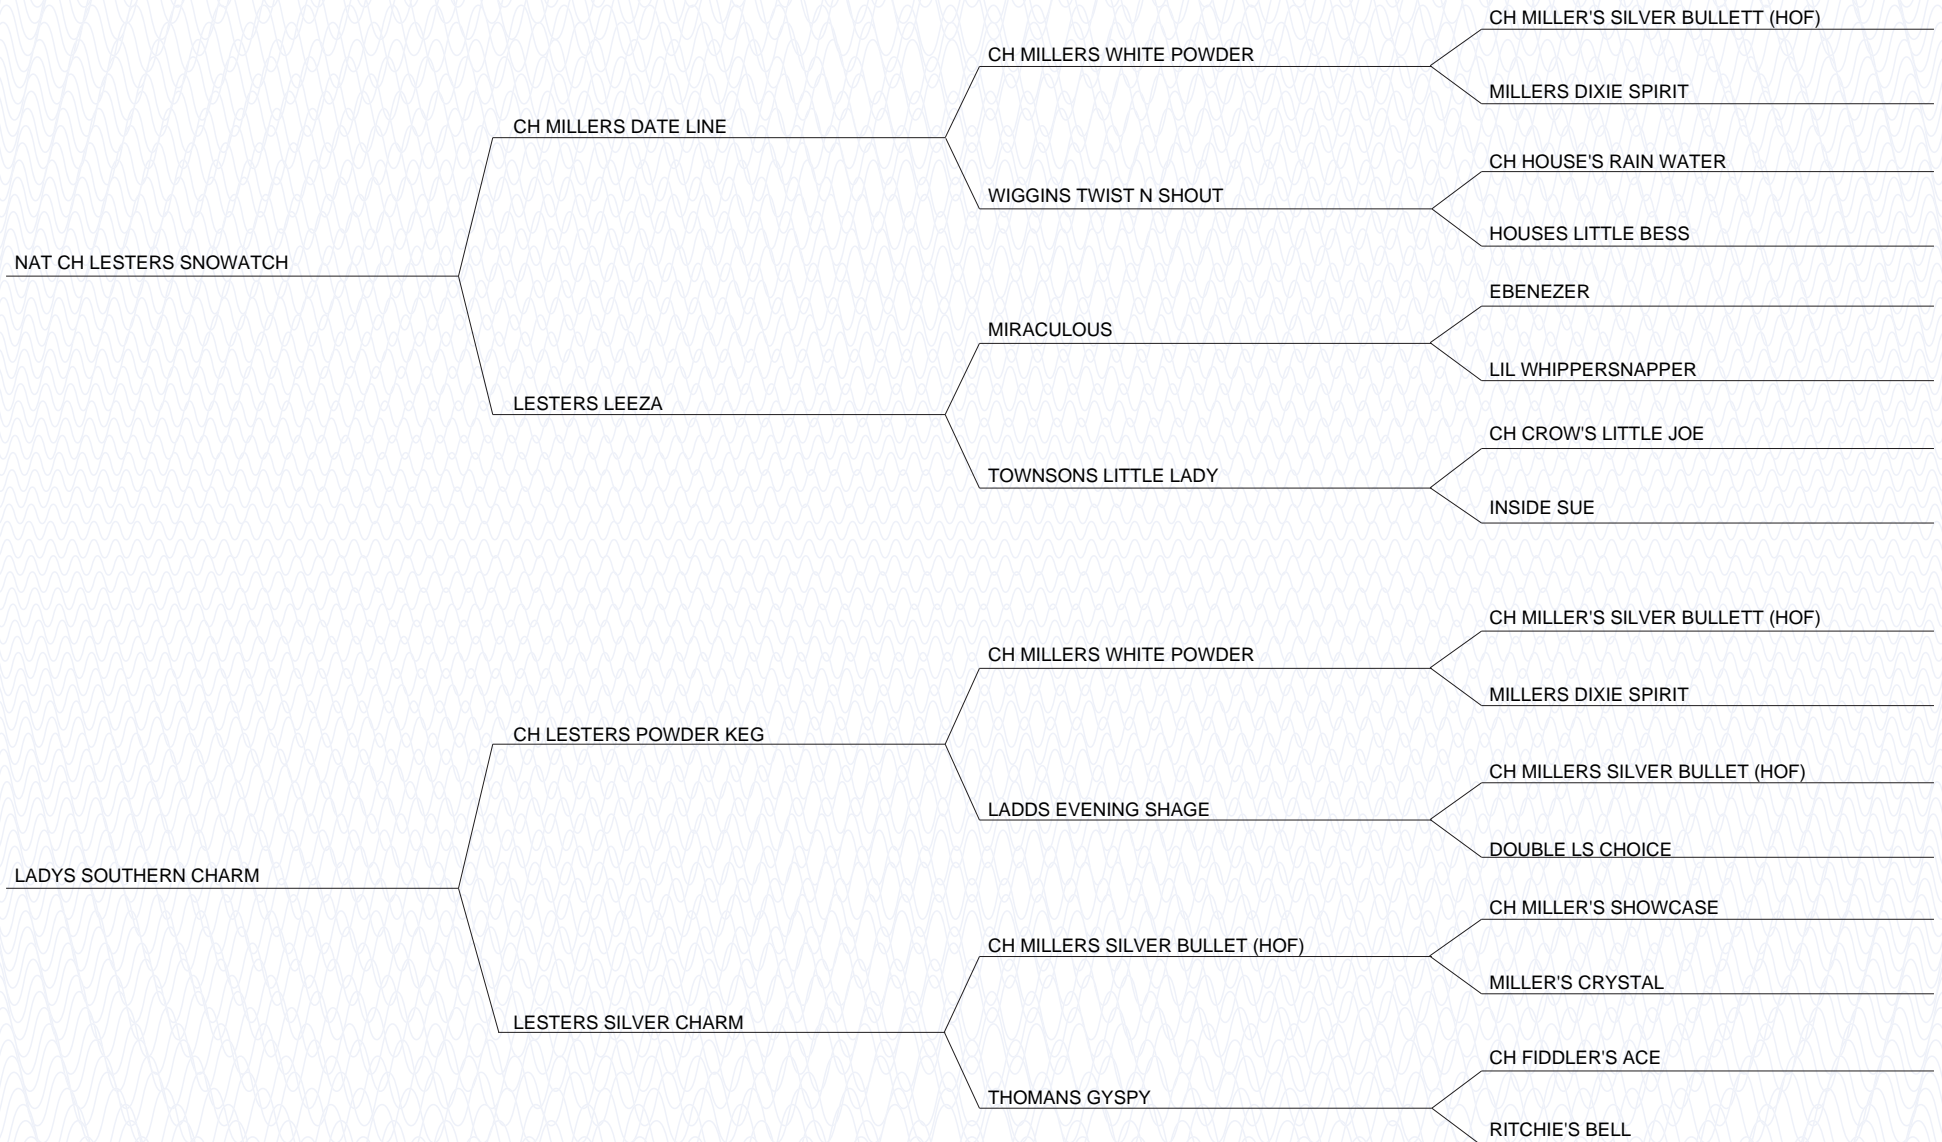 CH MILLER'S SILVER BULLETT (HOF)
CH MILLERS WHITE POWDER
MILLERS DIXIE SPIRIT
CH MILLERS DATE LINE
CH HOUSE'S RAIN WATER
WIGGINS TWIST N SHOUT
HOUSES LITTLE BESS
NAT CH LESTERS SNOWATCH
EBENEZER
MIRACULOUS
LIL WHIPPERSNAPPER
LESTERS LEEZA
CH CROW'S LITTLE JOE
TOWNSONS LITTLE LADY
INSIDE SUE
CH MILLER'S SILVER BULLETT (HOF)
CH MILLERS WHITE POWDER
MILLERS DIXIE SPIRIT
CH LESTERS POWDER KEG
CH MILLERS SILVER BULLET (HOF)
LADDS EVENING SHAGE
DOUBLE LS CHOICE
LADYS SOUTHERN CHARM
CH MILLER'S SHOWCASE
CH MILLERS SILVER BULLET (HOF)
MILLER'S CRYSTAL
LESTERS SILVER CHARM
CH FIDDLER'S ACE
THOMANS GYSPY
RITCHIE'S BELL